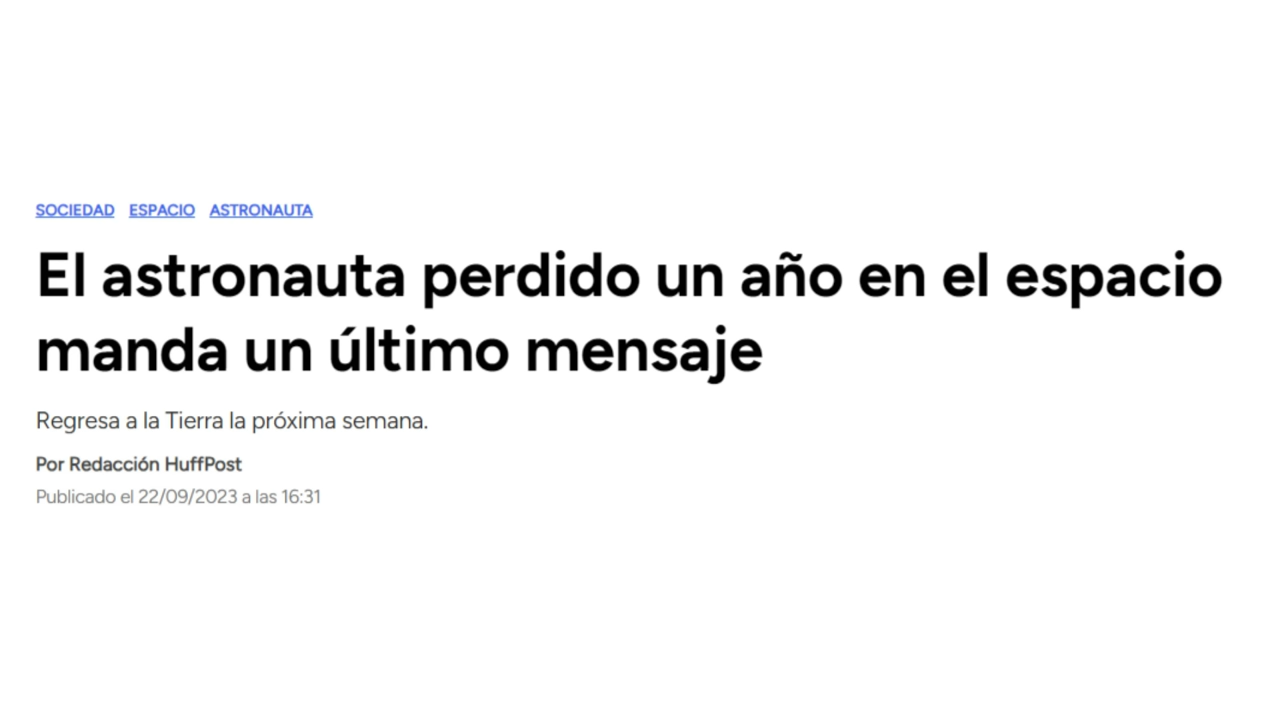 SOCIEDAD ESPACIO ASTRONAUTA
El astronauta perdido un año en el espacio
manda un último mensaje
Regresa a la Tierra la próxima semana.
Por Redacción HuffPost
Publicado el 22/09/2023 a las 16:31